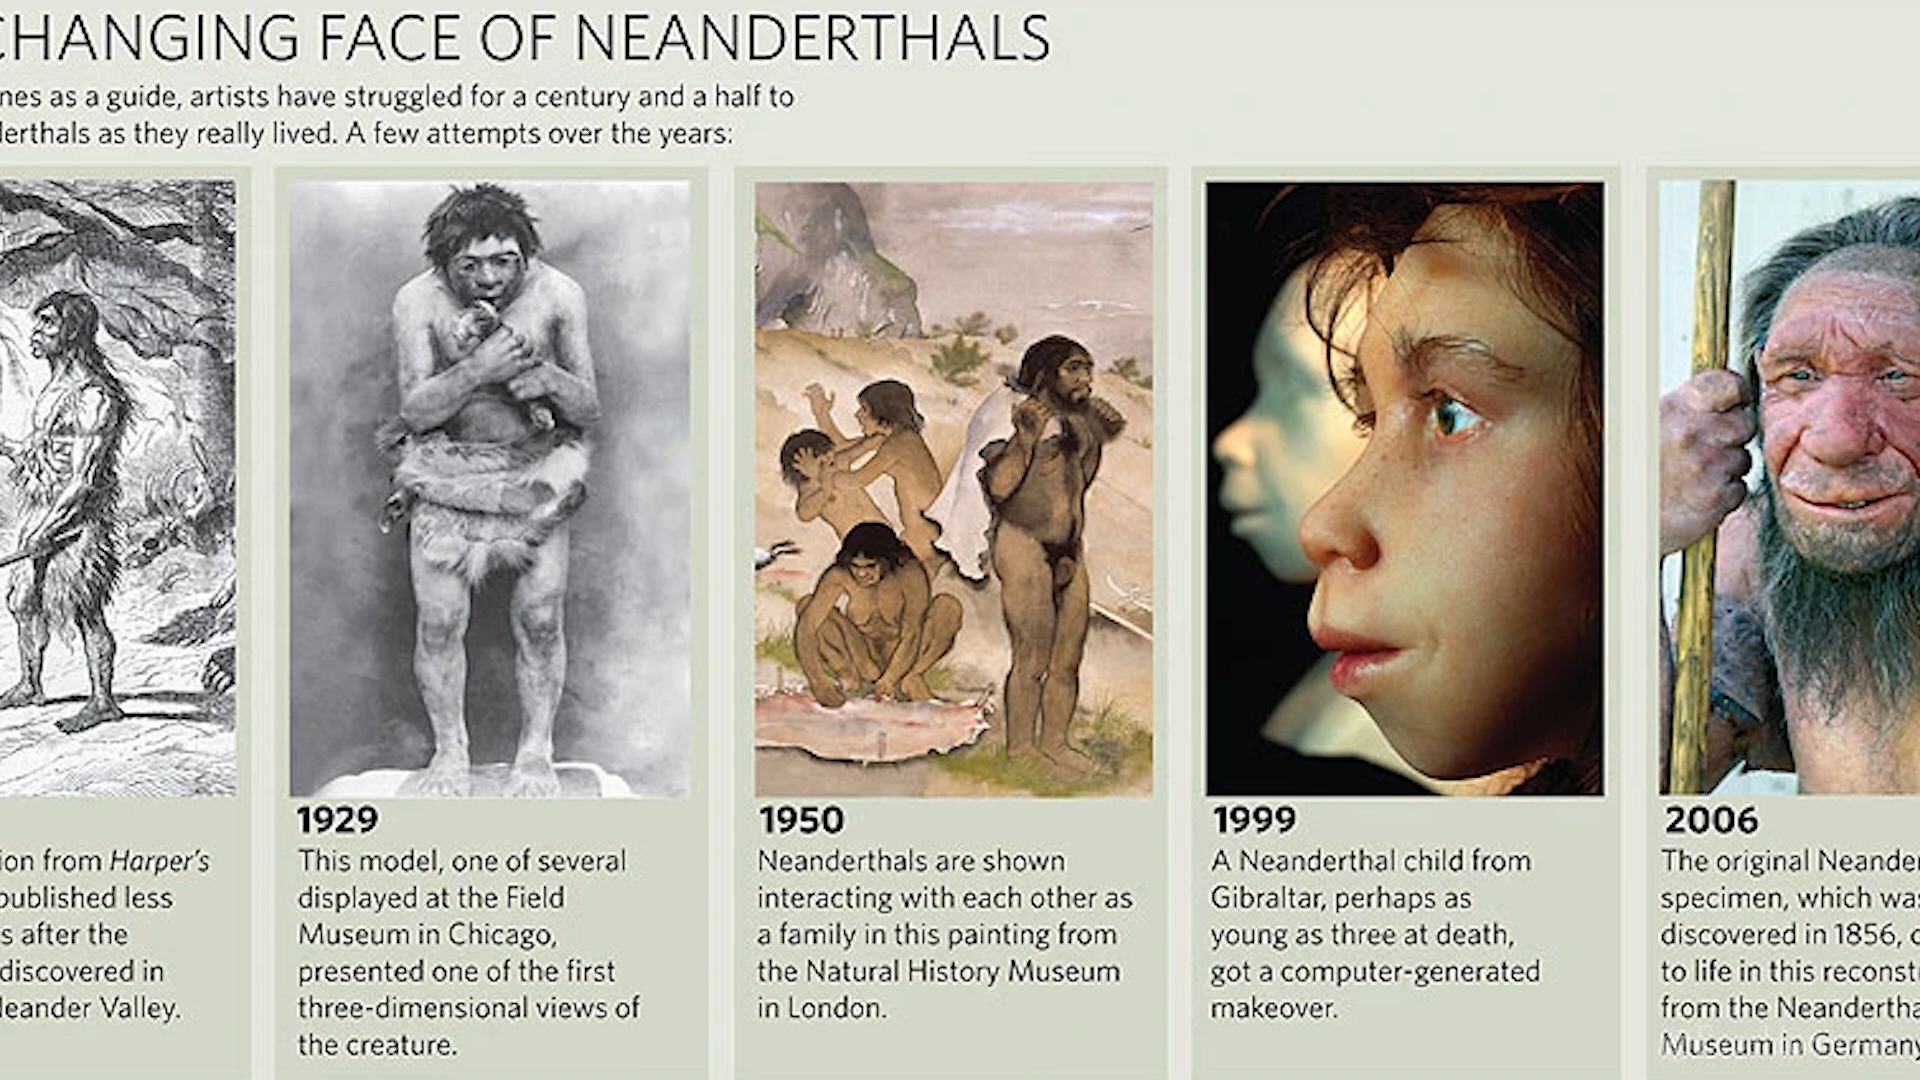 CHANGING FACE OF NEANDERTHALS
nes as a guide, artists have struggled for a century and a half to
lerthals as they really lived. A few attempts over the years:
ion from Harper's
published less
s after the
discovered in
Neander Valley.
1929
This model, one of several
displayed at the Field
Museum in Chicago,
presented one of the first
three-dimensional views of
the creature.
1950
Neanderthals are shown
interacting with each other as
a family in this painting from
the Natural History Museum
in London.
1999
A Neanderthal child from
Gibraltar, perhaps as
young as three at death,
got a computer-generated
makeover.
2006
The original Neander
specimen, which was
discovered in 1856, c
to life in this reconst
from the Neandertha
Museum in Germany